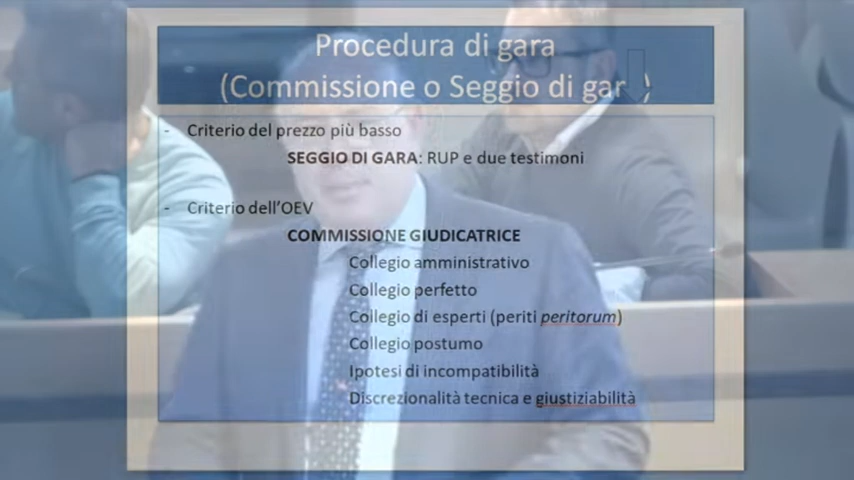 Procedura di gara
(Commissione o Seggio di gar )
- Criterio del prezzo più basso
SEGGIO DI GARA: RUP e due testimoni
- Criterio dell'OEV
COMMISSIONE GIUDICATRICE
Collegio amministrativo
Collegio perfetto
Collegio di esperti (periti peritorum)
Collegio postumo
Ipotesi di incompatibilità
Discrezionalità tecnica e giustiziabilità